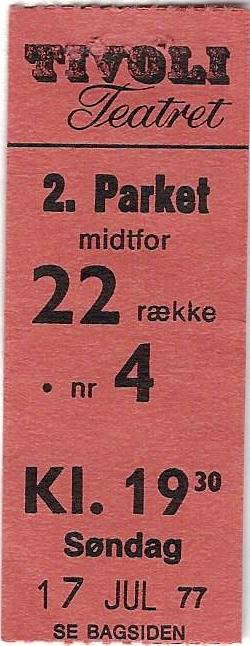 TIVOLI
Teatret
2. Parket
midtfor
22 række
• nr 4
Kl. 19 30
Søndag
17 JUL 77
SE BAGSIDEN